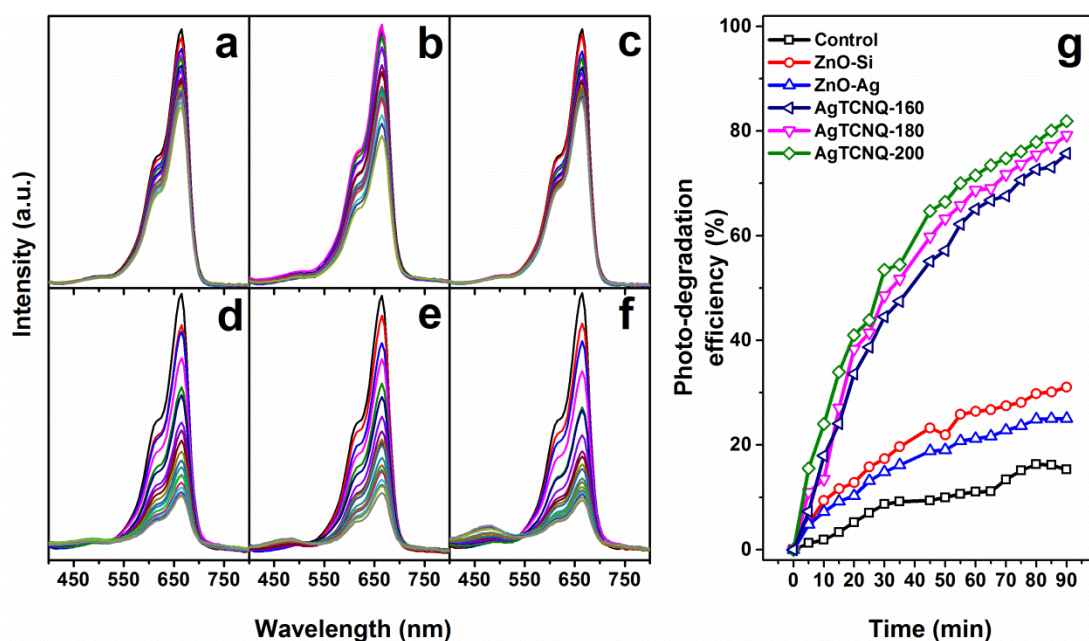 a
b
c
d
e
f
Intensity (a.u.)
450 550 650 750 450 550 650 750 450 550 650 750
Wavelength (nm)
g
Control
ZnO-Si
ZnO-Ag
AgTCNQ-160
AgTCNQ-180
AgTCNQ-200
Photo-degradation
efficiency (%)
100
80
60
40
20
0
0 10 20 30 40 50 60 70 80 90
Time (min)